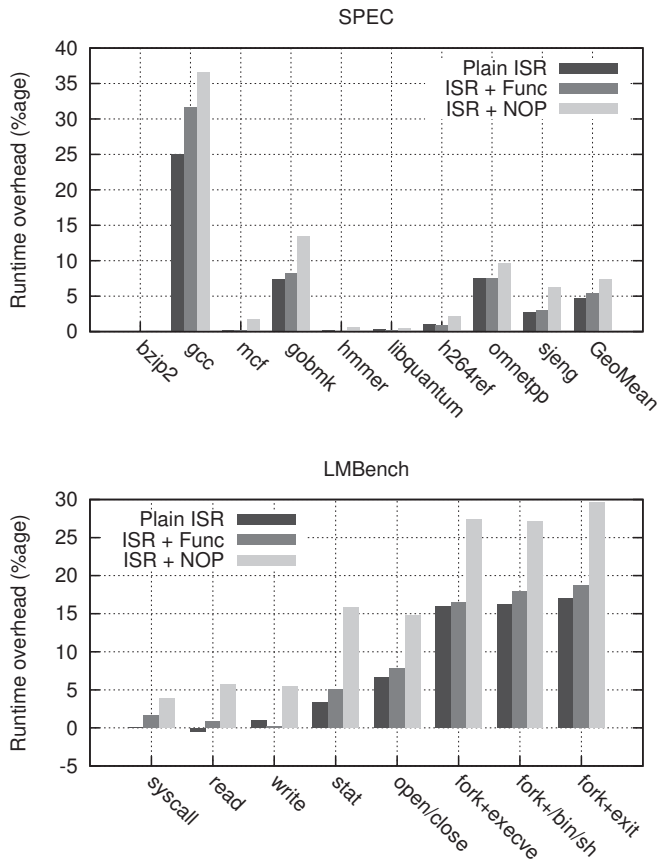 SPEC
Runtime overhead (%age)
40
35
30
25
20
15
10
5
0
Plain ISR
ISR + Func
ISR + NOP
bzip2
gcc
mcf
gobmk
hmmer
libquantum
h264ref
omnetpp
sjeng
GeoMean
LMBench
Runtime overhead (%age)
30
25
20
15
10
5
0
-5
Plain ISR
ISR + Func
ISR + NOP
syscall
read
write
stat
open/close
fork+execve
fork+/bin/sh
fork+exit